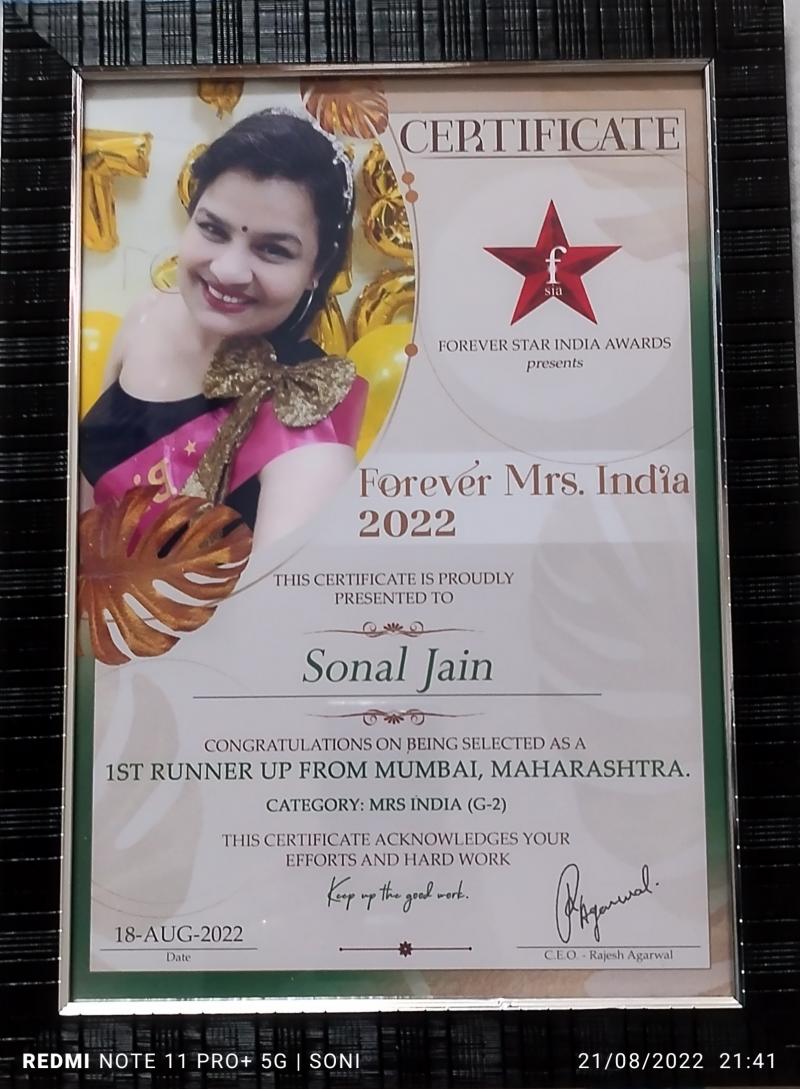 CERTIFICATE
f
sia
FOREVER STAR INDIA AWARDS
presents
Forever Mrs. India
2022
THIS CERTIFICATE IS PROUDLY
PRESENTED TO
Sonal Jain
CONGRATULATIONS ON BEING SELECTED AS A
1ST RUNNER UP FROM MUMBAI, MAHARASHTRA.
CATEGORY: MRS INDIA (G-2)
THIS CERTIFICATE ACKNOWLEDGES YOUR
EFFORTS AND HARD WORK
Keep up the good work.
RAgarwal.
18-AUG-2022
Date
C.E.O. - Rajesh Agarwal
REDMI NOTE 11 PRO+ 5G | SONI
21/08/2022 21:41